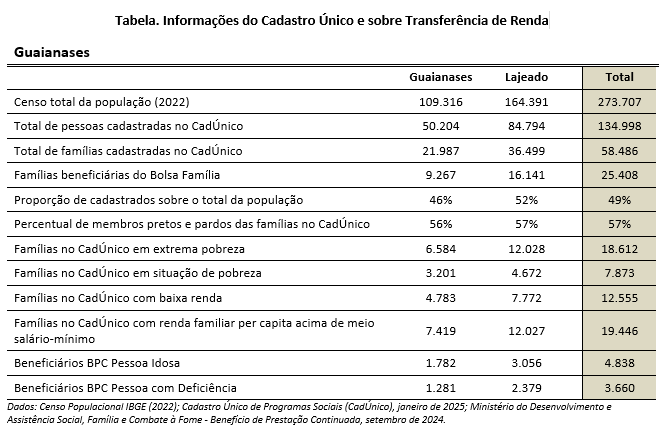 Tabela. Informações do Cadastro Único e sobre Transferência de Renda
Guaianases
Guaianases Lajeado Total
Censo total da população (2022) 109.316 164.391 273.707
Total de pessoas cadastradas no CadÚnico 50.204 84.794 134.998
Total de famílias cadastradas no CadÚnico 21.987 36.499 58.486
Famílias beneficiárias do Bolsa Família 9.267 16.141 25.408
Proporção de cadastrados sobre o total da população 46% 52% 49%
Percentual de membros pretos e pardos das famílias no CadÚnico 56% 57% 57%
Famílias no CadÚnico em extrema pobreza 6.584 12.028 18.612
Famílias no CadÚnico em situação de pobreza 3.201 4.672 7.873
Famílias no CadÚnico com baixa renda 4.783 7.772 12.555
Famílias no CadÚnico com renda familiar per capita acima de meio
salário-mínimo 7.419 12.027 19.446
Beneficiários BPC Pessoa Idosa 1.782 3.056 4.838
Beneficiários BPC Pessoa com Deficiência 1.281 2.379 3.660
Dados: Censo Populacional IBGE (2022); Cadastro Único de Programas Sociais (CadÚnico), janeiro de 2025; Ministério do Desenvolvimento e
Assistência Social, Família e Combate à Fome - Benefício de Prestação Continuada, setembro de 2024.